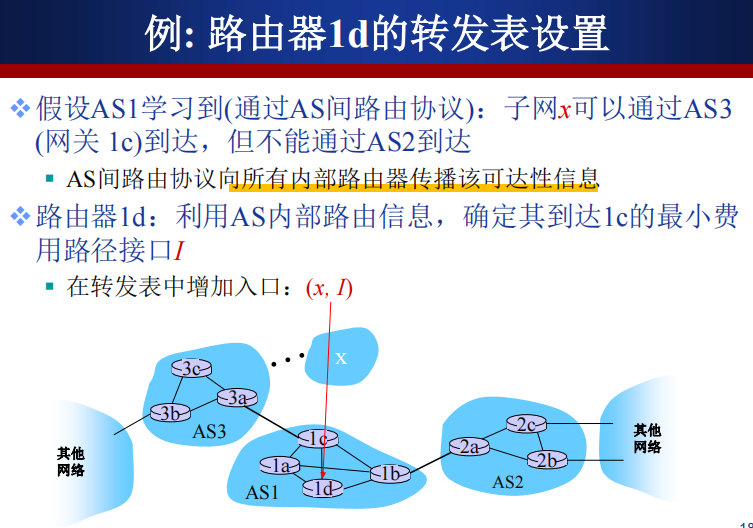 例: 路由器1d的转发表设置
假设AS1学习到(通过AS间路由协议)：子网x可以通过AS3
(网关 1c)到达，但不能通过AS2到达
AS间路由协议向所有内部路由器传播该可达性信息
路由器1d：利用AS内部路由信息，确定其到达1c的最小费
用路径接口I
在转发表中增加入口：(x, I)
x
3c
3a
3b
AS3
其他
网络
1c
1a
1d
1b
AS1
2c
2a
2b
AS2
其他
网络